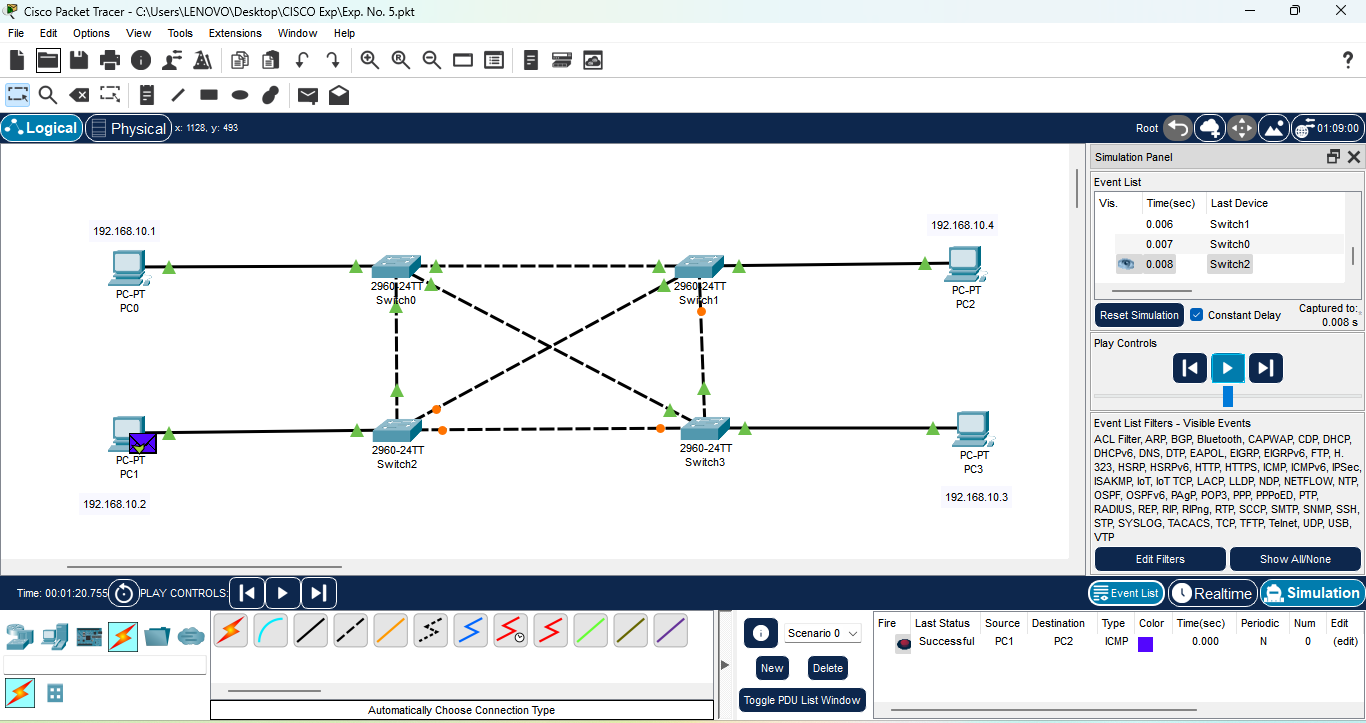 Cisco Packet Tracer - C:\Users\LENOVO\Desktop\CISCO Exp\Exp. No. 5.pkt
File Edit Options View Tools Extensions Window Help
Logical Physical x: 1128, y: 493 Root 01:09:00
192.168.10.1
PC-PT
PC0
2960-24TT
Switch0
2960-24TT
Switch1
192.168.10.4
PC-PT
PC2
PC-PT
PC1
192.168.10.2
2960-24TT
Switch2
2960-24TT
Switch3
PC-PT
PC3
192.168.10.3
Simulation Panel
Event List
Vis. Time(sec) Last Device
0.006 Switch1
0.007 Switch0
0.008 Switch2
Reset Simulation Constant Delay Captured to:
0.008 s
Play Controls
Event List Filters - Visible Events
ACL Filter, ARP, BGP, Bluetooth, CAPWAP, CDP, DHCP,
DHCPv6, DNS, DTP, EAPOL, EIGRP, EIGRPv6, FTP, H.
323, HSRP, HSRPv6, HTTP, HTTPS, ICMP, ICMPv6, IPSec,
ISAKMP, IoT, IoT TCP, LACP, LLDP, NDP, NETFLOW, NTP,
OSPF, OSPFv6, PAgP, POP3, PPP, PPPoED, PTP,
RADIUS, REP, RIP, RIPng, RTP, SCCP, SMTP, SNMP, SSH,
STP, SYSLOG, TACACS, TCP, TFTP, Telnet, UDP, USB,
VTP
Edit Filters Show All/None
Time: 00:01:20.755 PLAY CONTROLS: Event List Realtime Simulation
Automatically Choose Connection Type
Scenario 0
New Delete
Toggle PDU List Window
Fire Last Status Source Destination Type Color Time(sec) Periodic Num Edit
Successful PC1 PC2 ICMP 0.000 N 0 (edit)